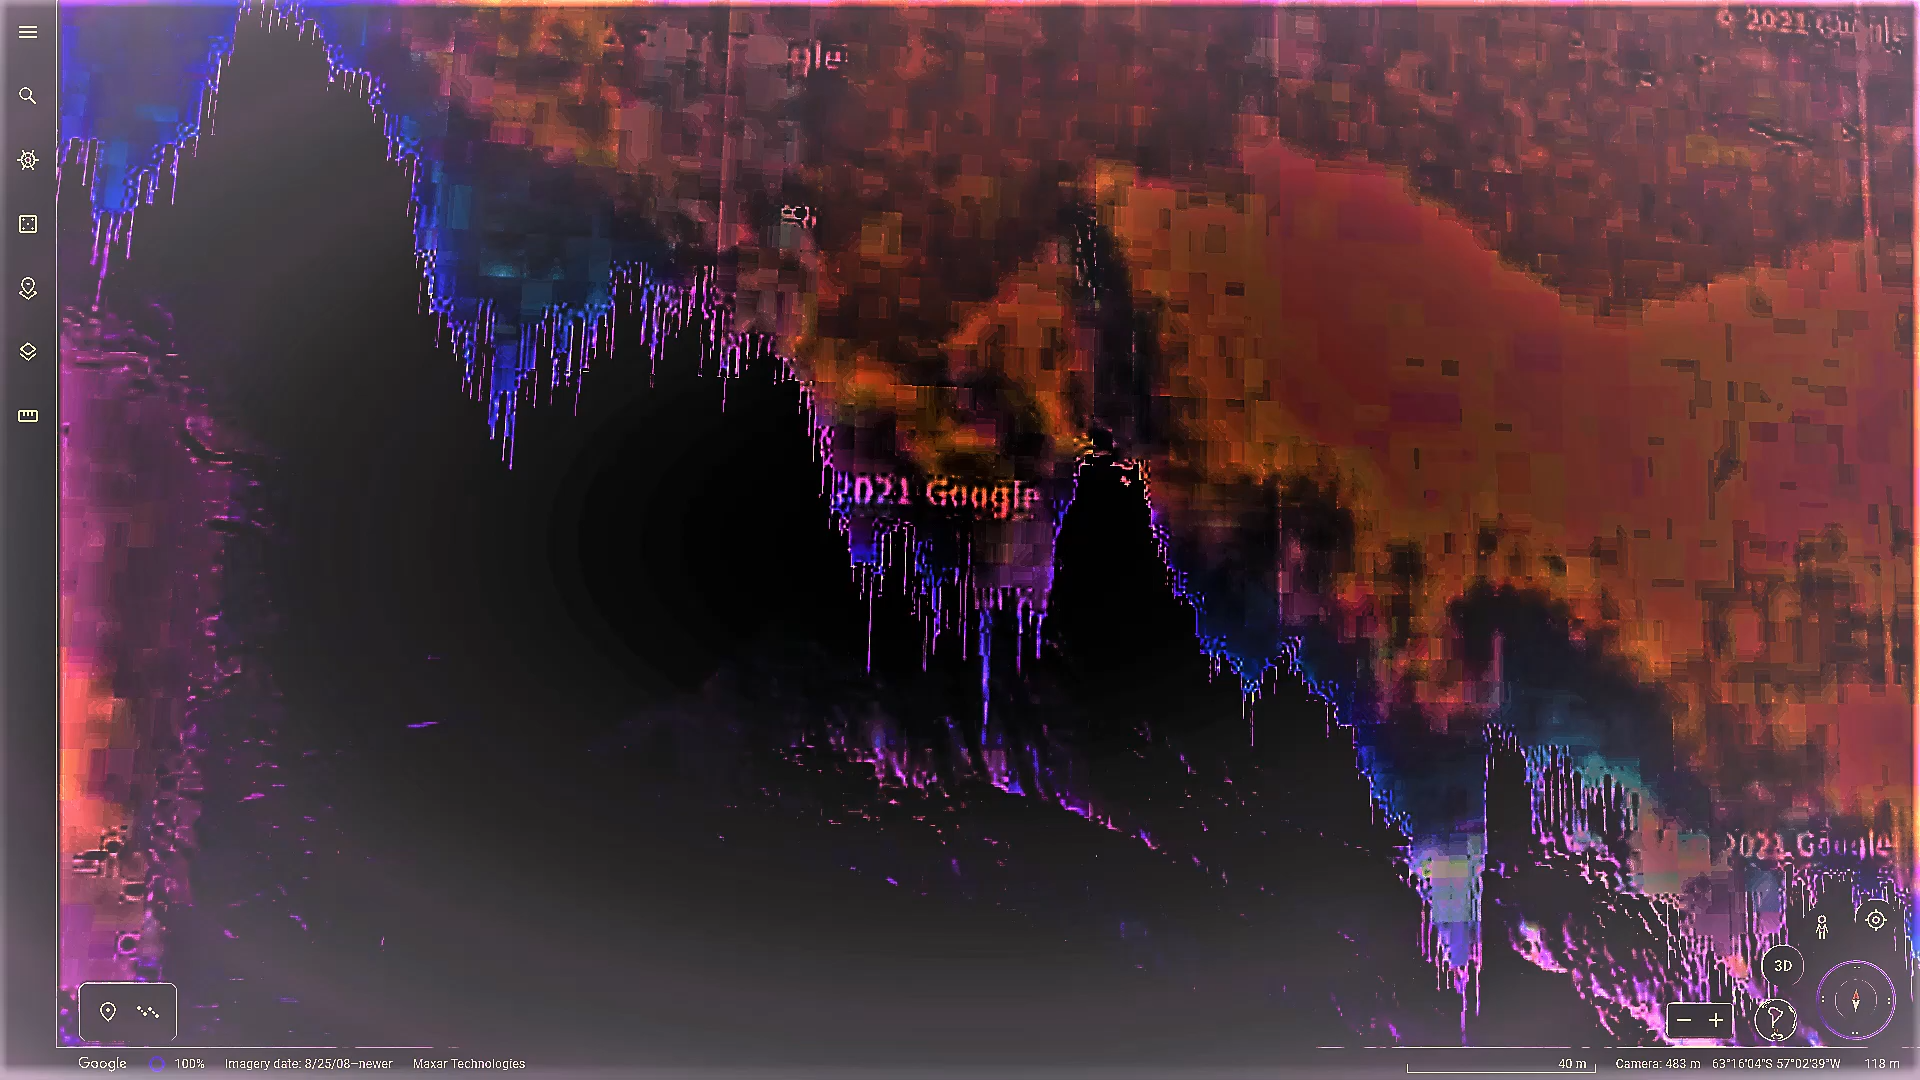 © 2021 Google
gle
2021 Google
2021 Google
3D
Google
100%
Imagery date: 8/25/08–newer
Maxar Technologies
40 m
Camera: 483 m
63°16'04"S 57°02'39"W
118 m